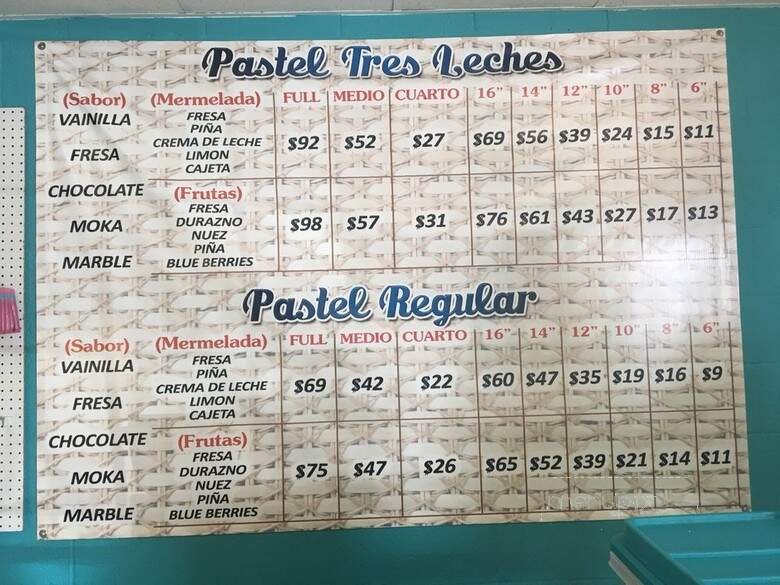 Pastel Tres Leches
(Sabor) (Mermelada) FULL MEDIO CUARTO 16" 14" 12" 10" 8" 6"
VAINILLA
FRESA
CHOCOLATE
MOKA
MARBLE
FRESA
PIÑA
CREMA DE LECHE
LIMON
CAJETA
$92 $52 $27 $69 $56 $39 $24 $15 $11
(Frutas)
FRESA
DURAZNO
NUEZ
PIÑA
BLUE BERRIES
$98 $57 $31 $76 $61 $43 $27 $17 $13
Pastel Regular
(Sabor) (Mermelada) FULL MEDIO CUARTO 16" 14" 12" 10" 8" 6"
VAINILLA
FRESA
CHOCOLATE
MOKA
MARBLE
FRESA
PIÑA
CREMA DE LECHE
LIMON
CAJETA
$69 $42 $22 $60 $47 $35 $19 $16 $9
(Frutas)
FRESA
DURAZNO
NUEZ
PIÑA
BLUE BERRIES
$75 $47 $26 $65 $52 $39 $21 $14 $11